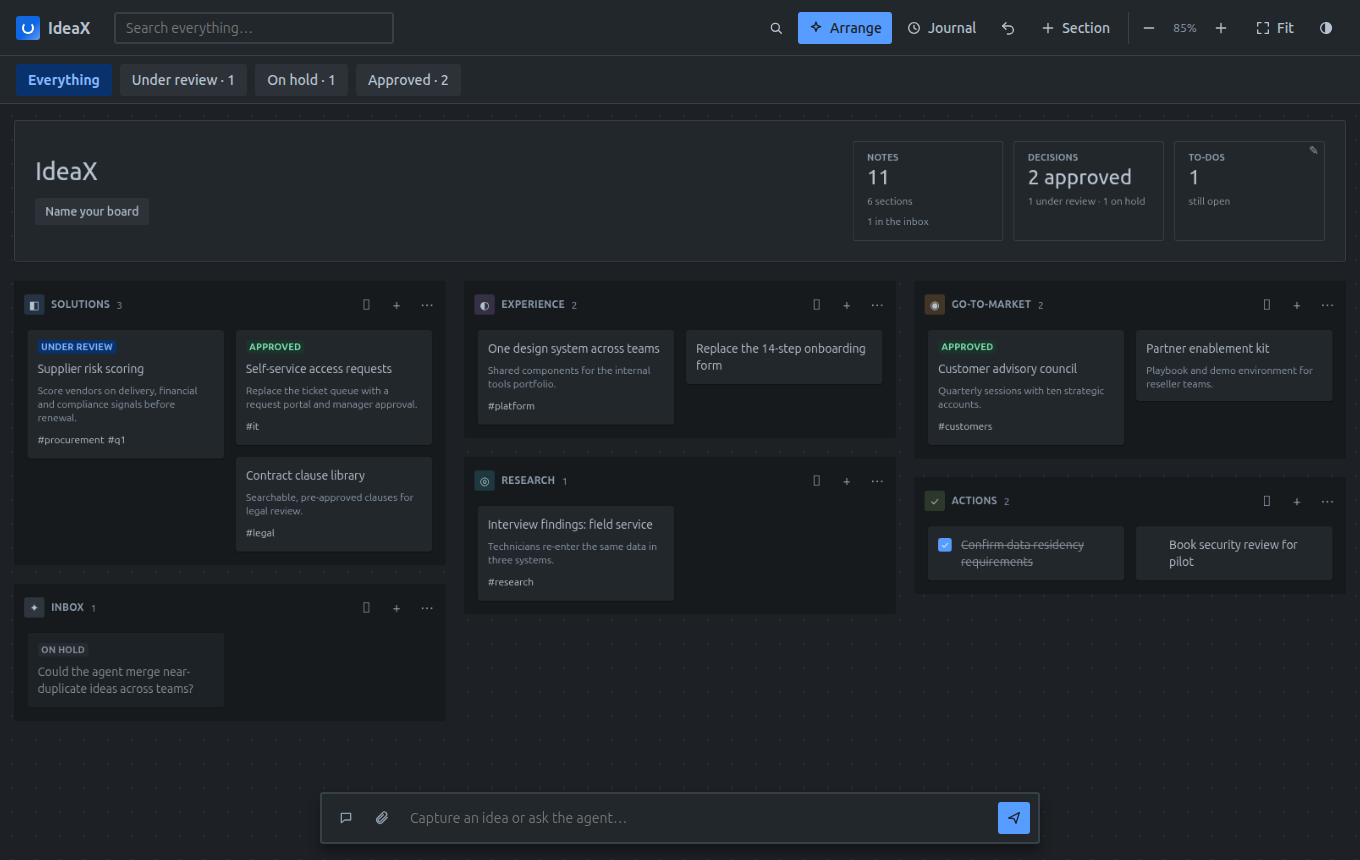 IdeaX
Search everything…
Arrange
Journal
Section
85%
Fit
Everything
Under review · 1
On hold · 1
Approved · 2
IdeaX
Name your board
NOTES
11
6 sections
1 in the inbox
DECISIONS
2 approved
1 under review · 1 on hold
TO-DOS
1
still open
SOLUTIONS 3
UNDER REVIEW
Supplier risk scoring
Score vendors on delivery, financial
and compliance signals before
renewal.
#procurement #q1
APPROVED
Self-service access requests
Replace the ticket queue with a
request portal and manager approval.
#it
Contract clause library
Searchable, pre-approved clauses for
legal review.
#legal
INBOX 1
ON HOLD
Could the agent merge near-
duplicate ideas across teams?
EXPERIENCE 2
One design system across teams
Shared components for the internal
tools portfolio.
#platform
Replace the 14-step onboarding
form
RESEARCH 1
Interview findings: field service
Technicians re-enter the same data in
three systems.
#research
GO-TO-MARKET 2
APPROVED
Customer advisory council
Quarterly sessions with ten strategic
accounts.
#customers
Partner enablement kit
Playbook and demo environment for
reseller teams.
ACTIONS 2
Confirm data residency
requirements
Book security review for
pilot
Capture an idea or ask the agent…